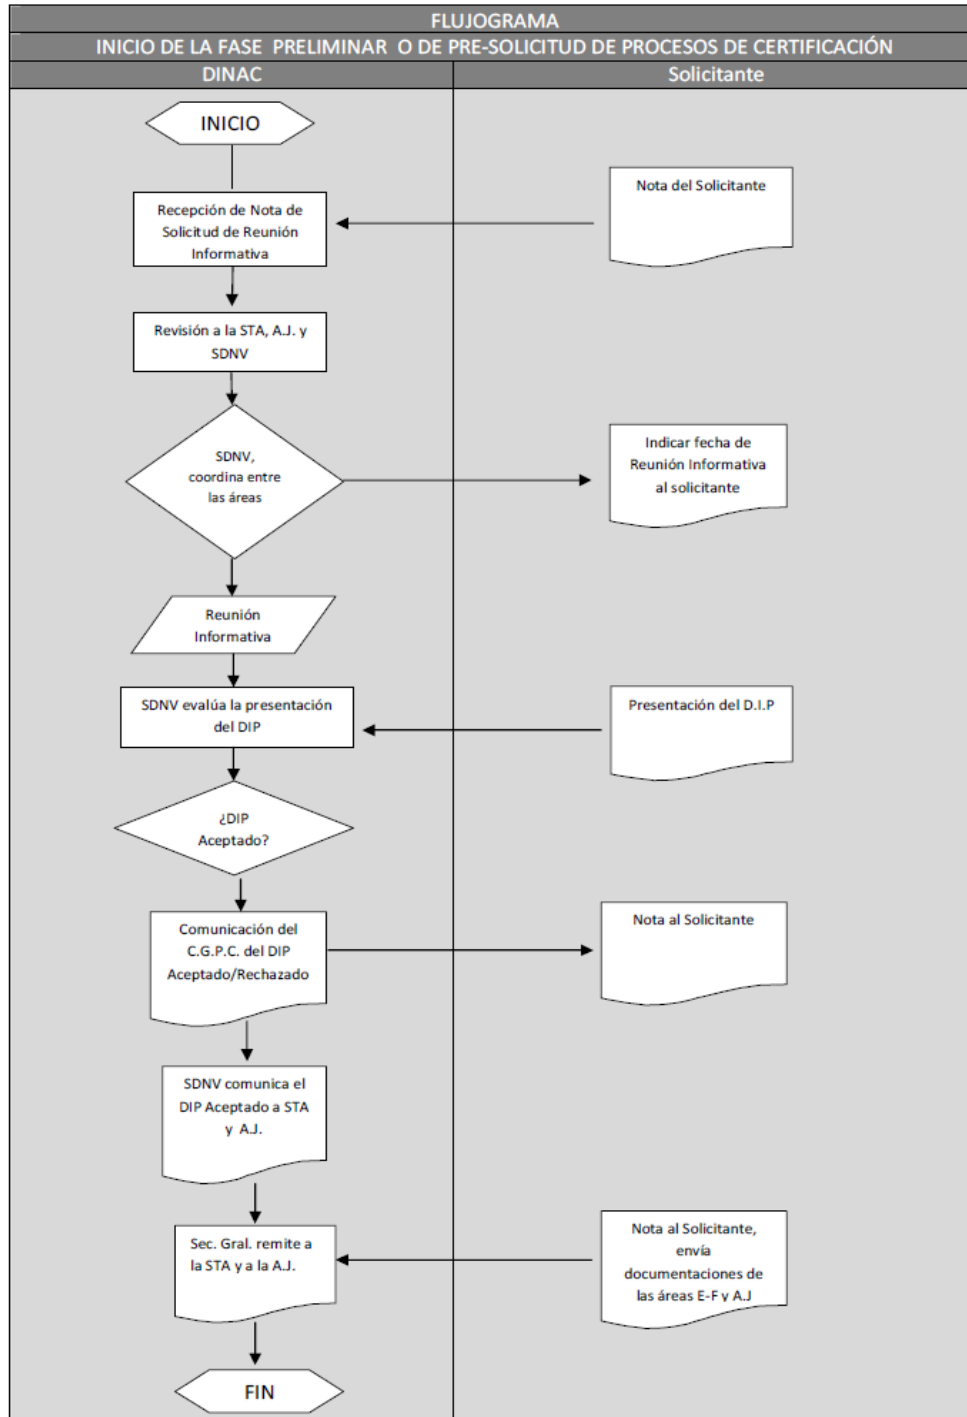 FLUJOGRAMA
INICIO DE LA FASE PRELIMINAR O DE PRE-SOLICITUD DE PROCESOS DE CERTIFICACIÓN
DINAC
Solicitante
INICIO
Nota del Solicitante
Recepción de Nota de
Solicitud de Reunión
Informativa
Revisión a la STA, A.J. y
SDNV
SDNV,
coordina entre
las áreas
Indicar fecha de
Reunión Informativa
al solicitante
Reunión
Informativa
SDNV evalúa la presentación
del DIP
Presentación del D.I.P
¿DIP
Aceptado?
Comunicación del
C.G.P.C. del DIP
Aceptado/Rechazado
Nota al Solicitante
SDNV comunica el
DIP Aceptado a STA
y A.J.
Sec. Gral. remite a
la STA y a la A.J.
Nota al Solicitante,
envía
documentaciones de
las áreas E-F y A.J
FIN